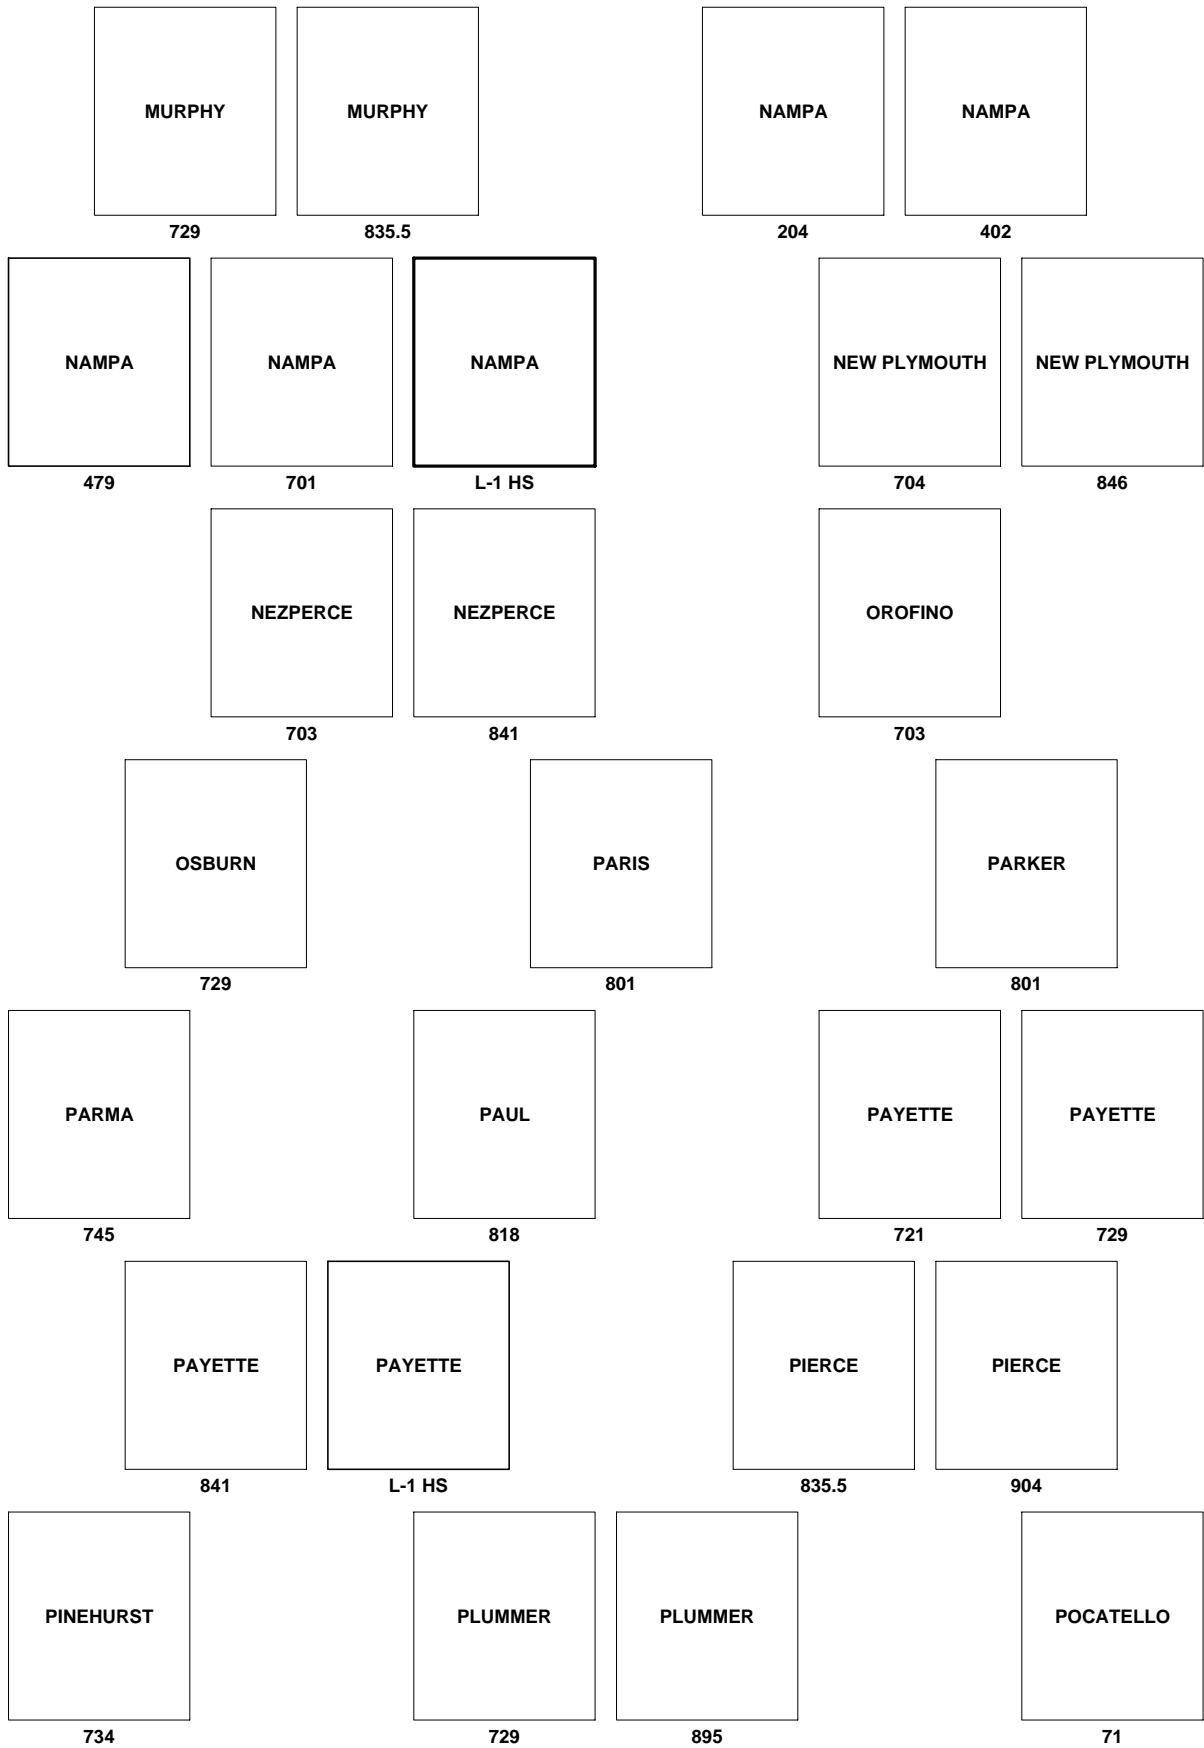 MURPHY MURPHY NAMPA NAMPA
729 835.5 204 402
NAMPA NAMPA NAMPA NEW PLYMOUTH NEW PLYMOUTH
479 701 L-1 HS 704 846
NEZPERCE NEZPERCE OROFINO
703 841 703
OSBURN PARIS PARKER
729 801 801
PARMA PAUL PAYETTE PAYETTE
745 818 721 729
PAYETTE PAYETTE PIERCE PIERCE
841 L-1 HS 835.5 904
PINEHURST PLUMMER PLUMMER POCATELLO
734 729 895 71